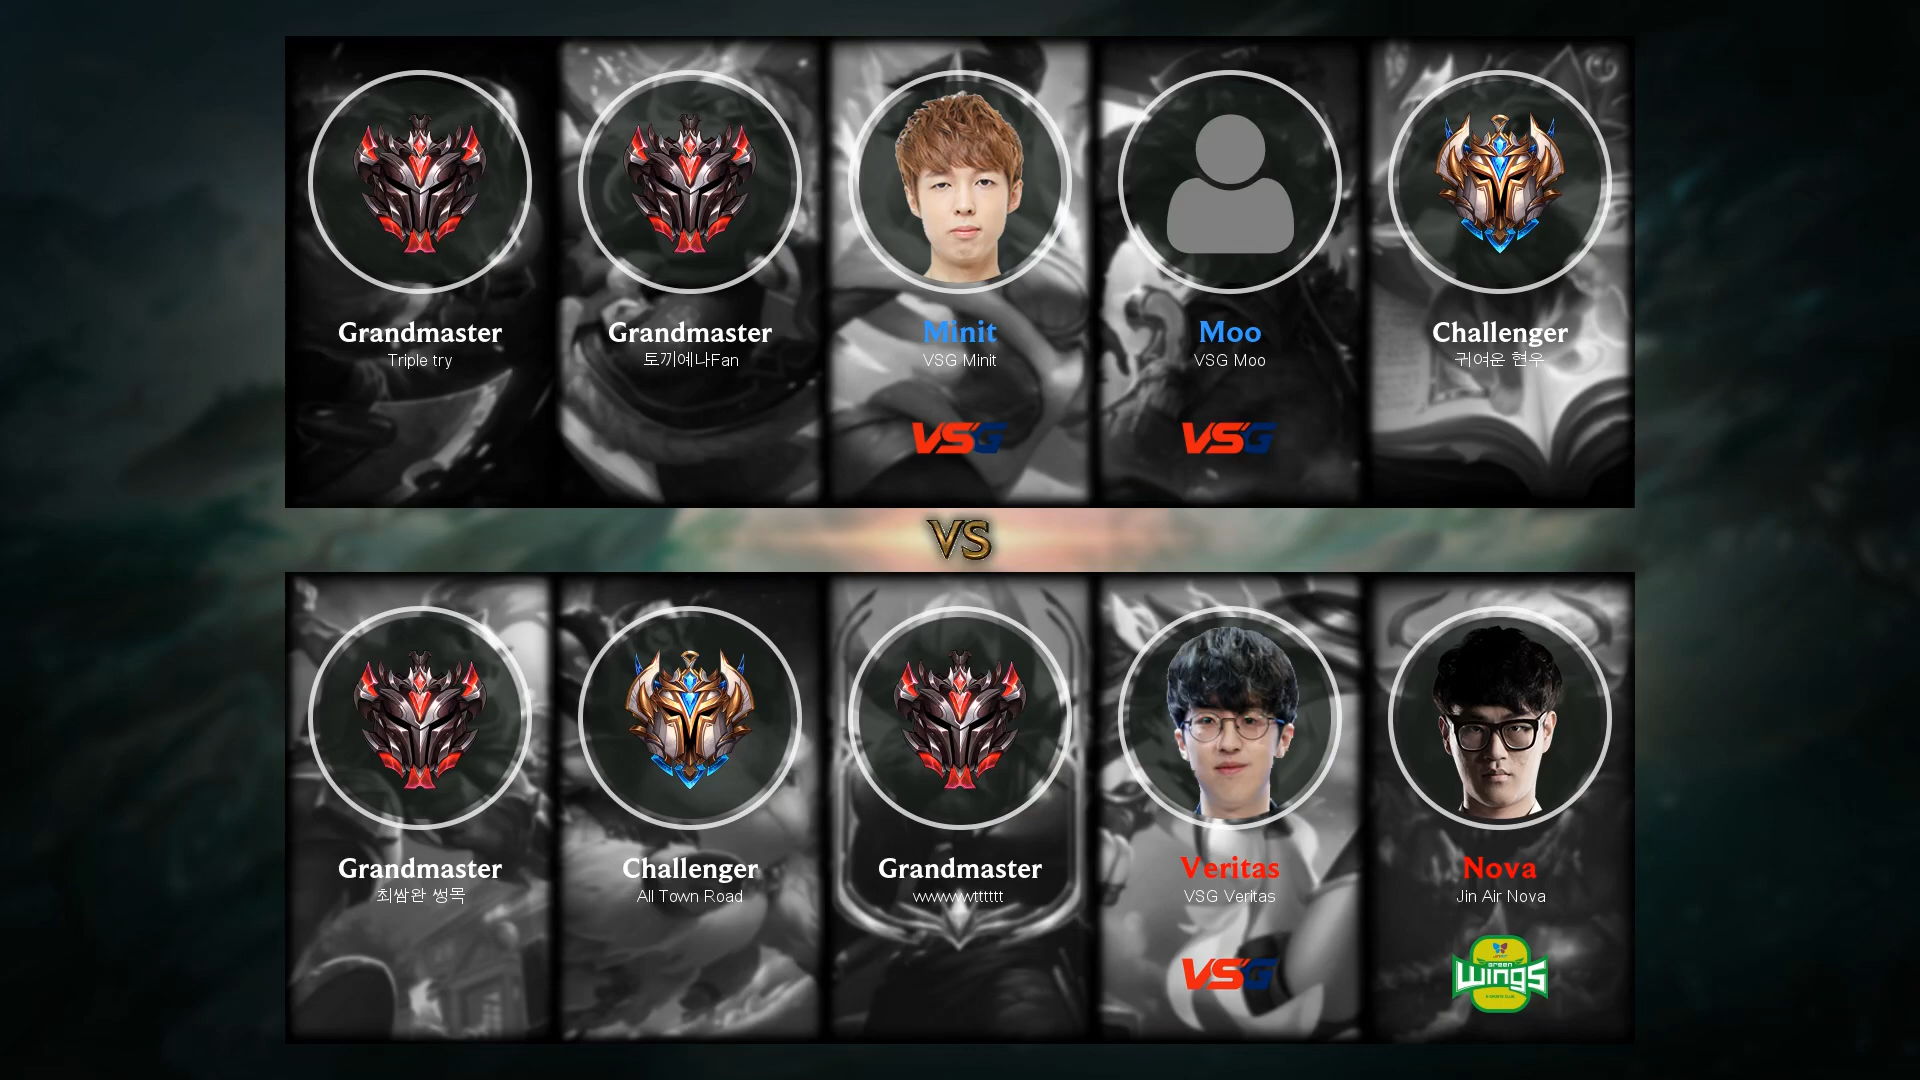 Grandmaster
Triple try
Grandmaster
토끼에나Fan
Minit
VSG Minit
VSG
Moo
VSG Moo
VSG
Challenger
귀여운 현우
VS
Grandmaster
최쌈완 썽목
Challenger
All Town Road
Grandmaster
wwwwwtttttt
Veritas
VSG Veritas
VSG
Nova
Jin Air Nova
Green
Wings